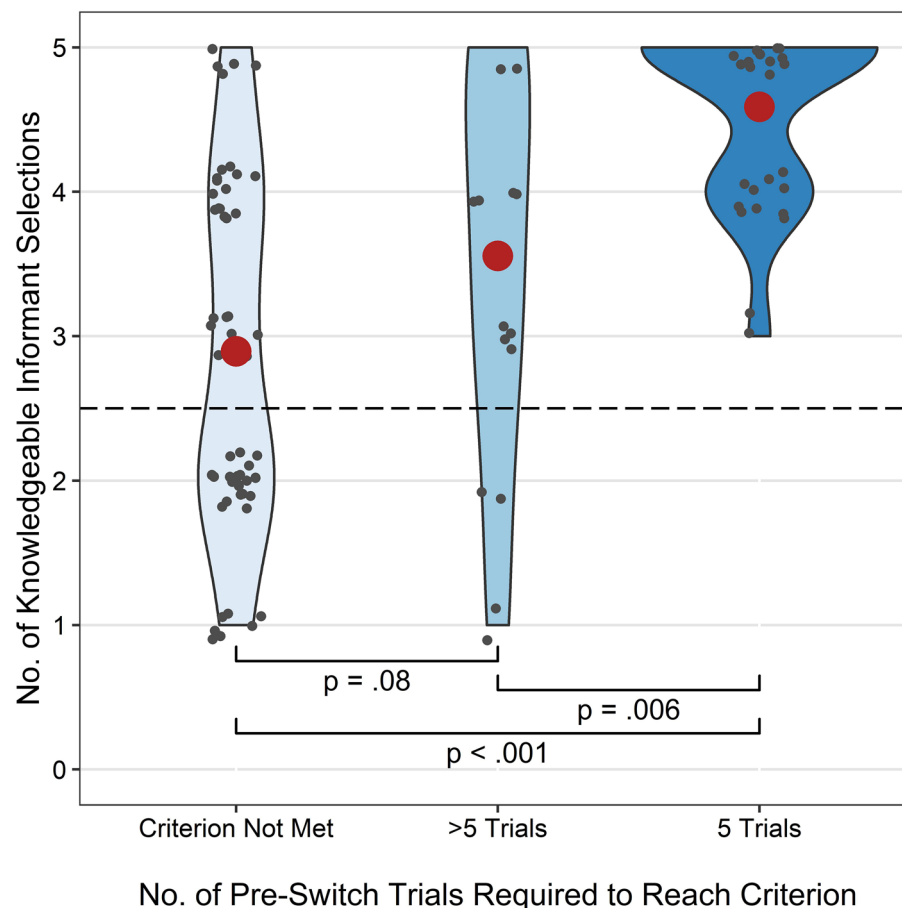 No. of Knowledgeable Informant Selections
5
4
3
2
1
0
p = .08
p = .006
p < .001
Criterion Not Met
>5 Trials
5 Trials
No. of Pre-Switch Trials Required to Reach Criterion